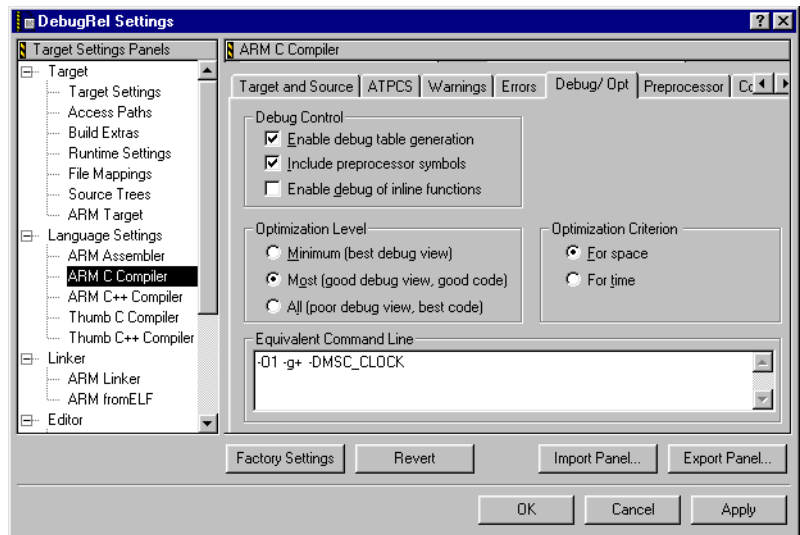 DebugRel Settings
Target Settings Panels
Target
Target Settings
Access Paths
Build Extras
Runtime Settings
File Mappings
Source Trees
ARM Target
Language Settings
ARM Assembler
ARM C Compiler
ARM C++ Compiler
Thumb C Compiler
Thumb C++ Compiler
Linker
ARM Linker
ARM fromELF
Editor
ARM C Compiler
Target and Source ATPCS Warnings Errors Debug/ Opt Preprocessor
Debug Control
Enable debug table generation
Include preprocessor symbols
Enable debug of inline functions
Optimization Level
Minimum (best debug view)
Most (good debug view, good code)
All (poor debug view, best code)
Optimization Criterion
For space
For time
Equivalent Command Line
-O1 -g+ -DMSC_CLOCK
Factory Settings Revert Import Panel... Export Panel...
OK Cancel Apply